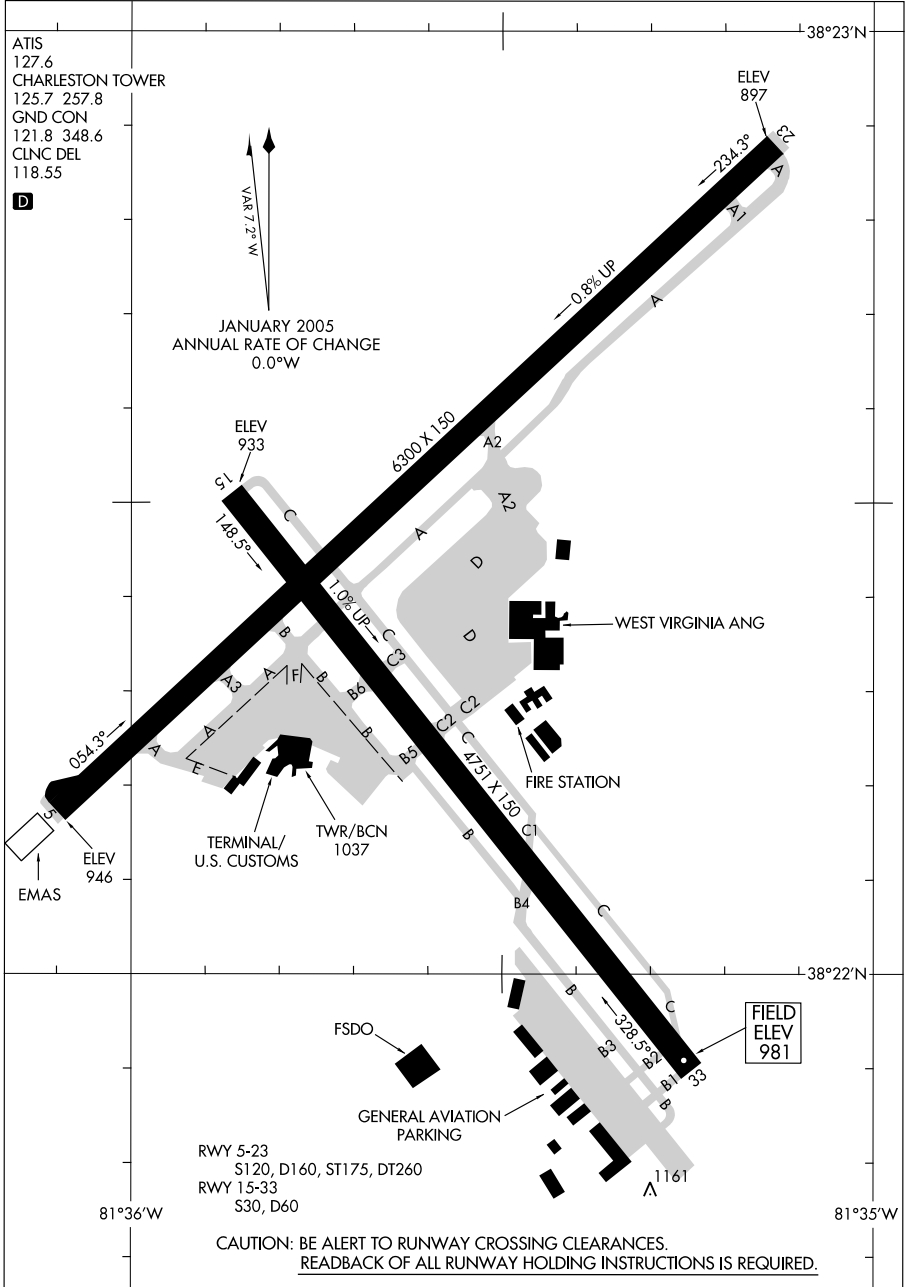 ATIS
127.6
CHARLESTON TOWER
125.7 257.8
GND CON
121.8 348.6
CLNC DEL
118.55
D
38°23'N
ELEV
897
23
234.3°
A
A1
VAR 7.2° W
0.8% UP
A
JANUARY 2005
ANNUAL RATE OF CHANGE
0.0°W
6300 X 150
ELEV
933
A2
15
A2
C
148.5°
A
D
1.0% UP
WEST VIRGINIA ANG
B
C
D
C3
A
F
B
A3
B6
C2
C2
A
B
C
054.3°
A
B5
E
4751 X 150
FIRE STATION
5
TERMINAL/
U.S. CUSTOMS
TWR/BCN
1037
B
C1
ELEV
946
EMAS
B4
C
38°22'N
B
C
FIELD
ELEV
981
328.5°
FSDO
B3
B2
B1
33
B
GENERAL AVIATION
PARKING
RWY 5-23
S120, D160, ST175, DT260
RWY 15-33
S30, D60
1161
81°36'W
81°35'W
CAUTION: BE ALERT TO RUNWAY CROSSING CLEARANCES.
READBACK OF ALL RUNWAY HOLDING INSTRUCTIONS IS REQUIRED.